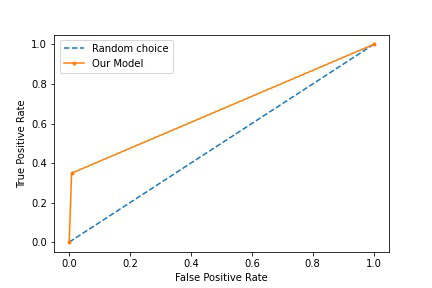 Random choice
Our Model
True Positive Rate
1.0
0.8
0.6
0.4
0.2
0.0
0.0 0.2 0.4 0.6 0.8 1.0
False Positive Rate